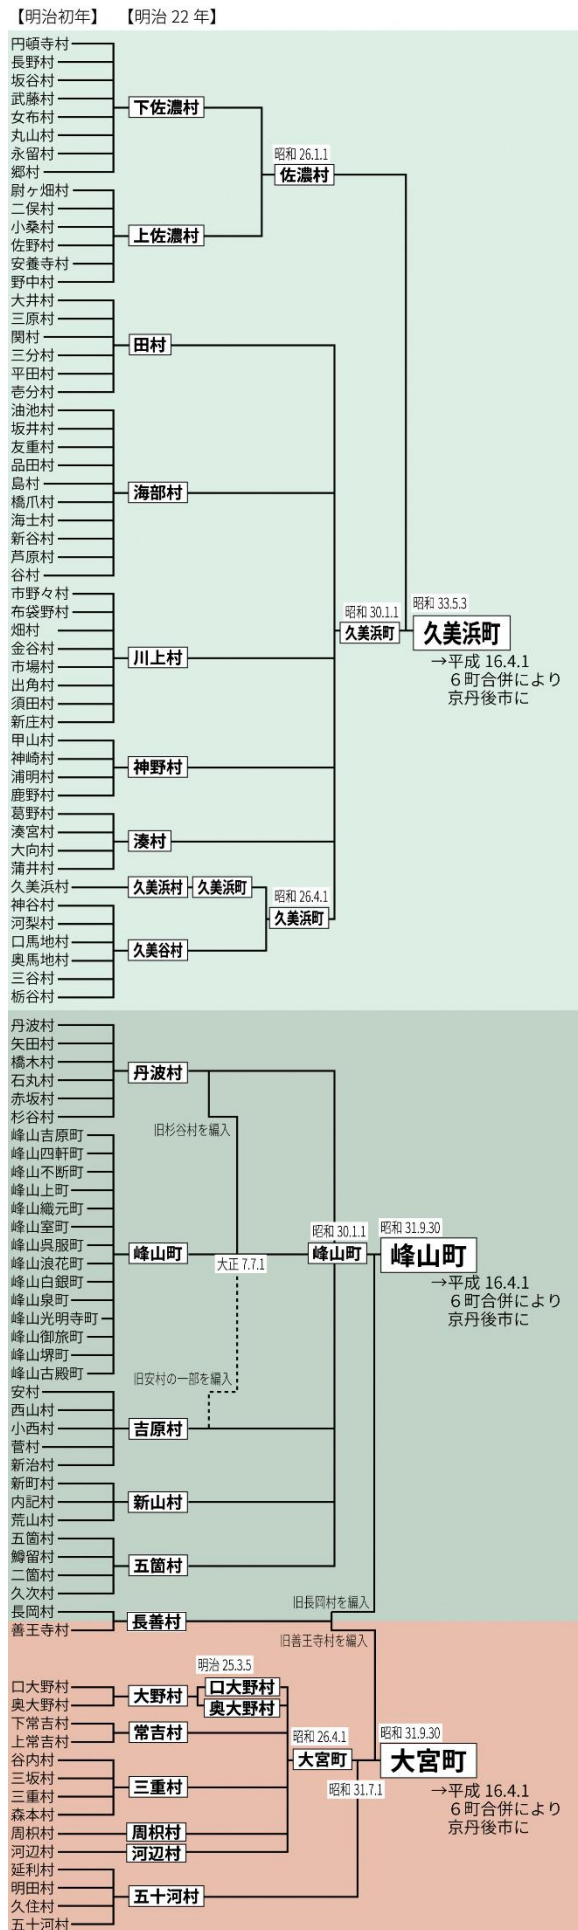 【明治初年】 【明治 22 年】
円頓寺村
長野村
坂谷村
武藤村
女布村
丸山村
永留村
郷村
下佐濃村
尉ヶ畑村
二俣村
小桑村
佐野村
安養寺村
野中村
上佐濃村
昭和 26.1.1
佐濃村
大井村
三原村
関村
三分村
平田村
壱分村
田村
油池村
坂井村
友重村
品田村
島村
橋爪村
海士村
新谷村
芦原村
谷村
海部村
市野々村
布袋野村
畑村
金谷村
市場村
出角村
須田村
新庄村
川上村
甲山村
神崎村
浦明村
鹿野村
神野村
葛野村
湊宮村
大向村
蒲井村
湊村
久美浜村
久美浜村
久美浜町
神谷村
河梨村
口馬地村
奥馬地村
三谷村
栃谷村
久美谷村
昭和 26.4.1
久美浜町
昭和 30.1.1
久美浜町
昭和 33.5.3
久美浜町
→平成 16.4.1
６町合併により
京丹後市に
丹波村
矢田村
橋木村
石丸村
赤坂村
杉谷村
丹波村
旧杉谷村を編入
峰山吉原町
峰山四軒町
峰山不断町
峰山上町
峰山織元町
峰山室町
峰山呉服町
峰山浪花町
峰山白銀町
峰山泉町
峰山光明寺町
峰山御旅町
峰山堺町
峰山古殿町
峰山町
大正 7.7.1
旧安村の一部を編入
安村
西山村
小西村
菅村
新治村
吉原村
新町村
内記村
荒山村
新山村
五箇村
鱒留村
二箇村
久次村
五箇村
昭和 30.1.1
峰山町
昭和 31.9.30
峰山町
→平成 16.4.1
６町合併により
京丹後市に
長岡村
善王寺村
長善村
旧長岡村を編入
旧善王寺村を編入
口大野村
奥大野村
大野村
明治 25.3.5
口大野村
奥大野村
下常吉村
上常吉村
常吉村
谷内村
三坂村
三重村
森本村
三重村
周枳村
周枳村
河辺村
河辺村
延利村
明田村
久住村
五十河村
五十河村
昭和 26.4.1
大宮町
昭和 31.7.1
昭和 31.9.30
大宮町
→平成 16.4.1
６町合併により
京丹後市に